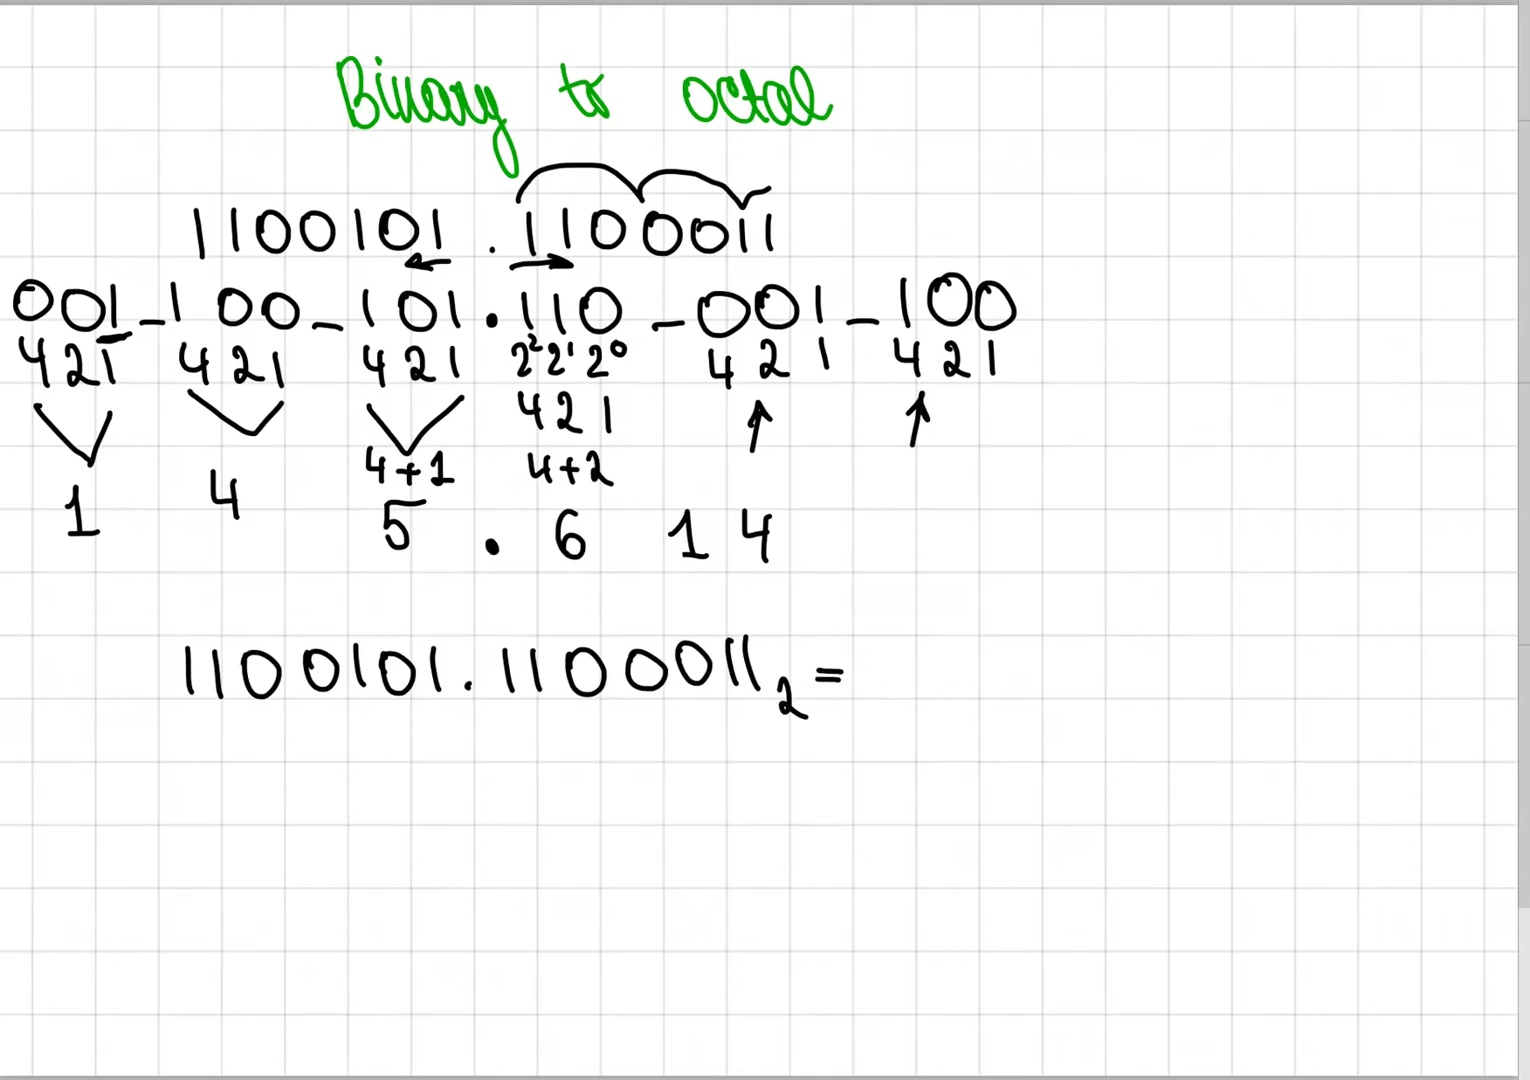 Binary to octal
1100101.1100011
001-100-101.110-001-100
421 421 421 2²2¹2⁰ 421 421
421
4+1 4+2
1 4 5 . 6 1 4
1100101.1100011₂=